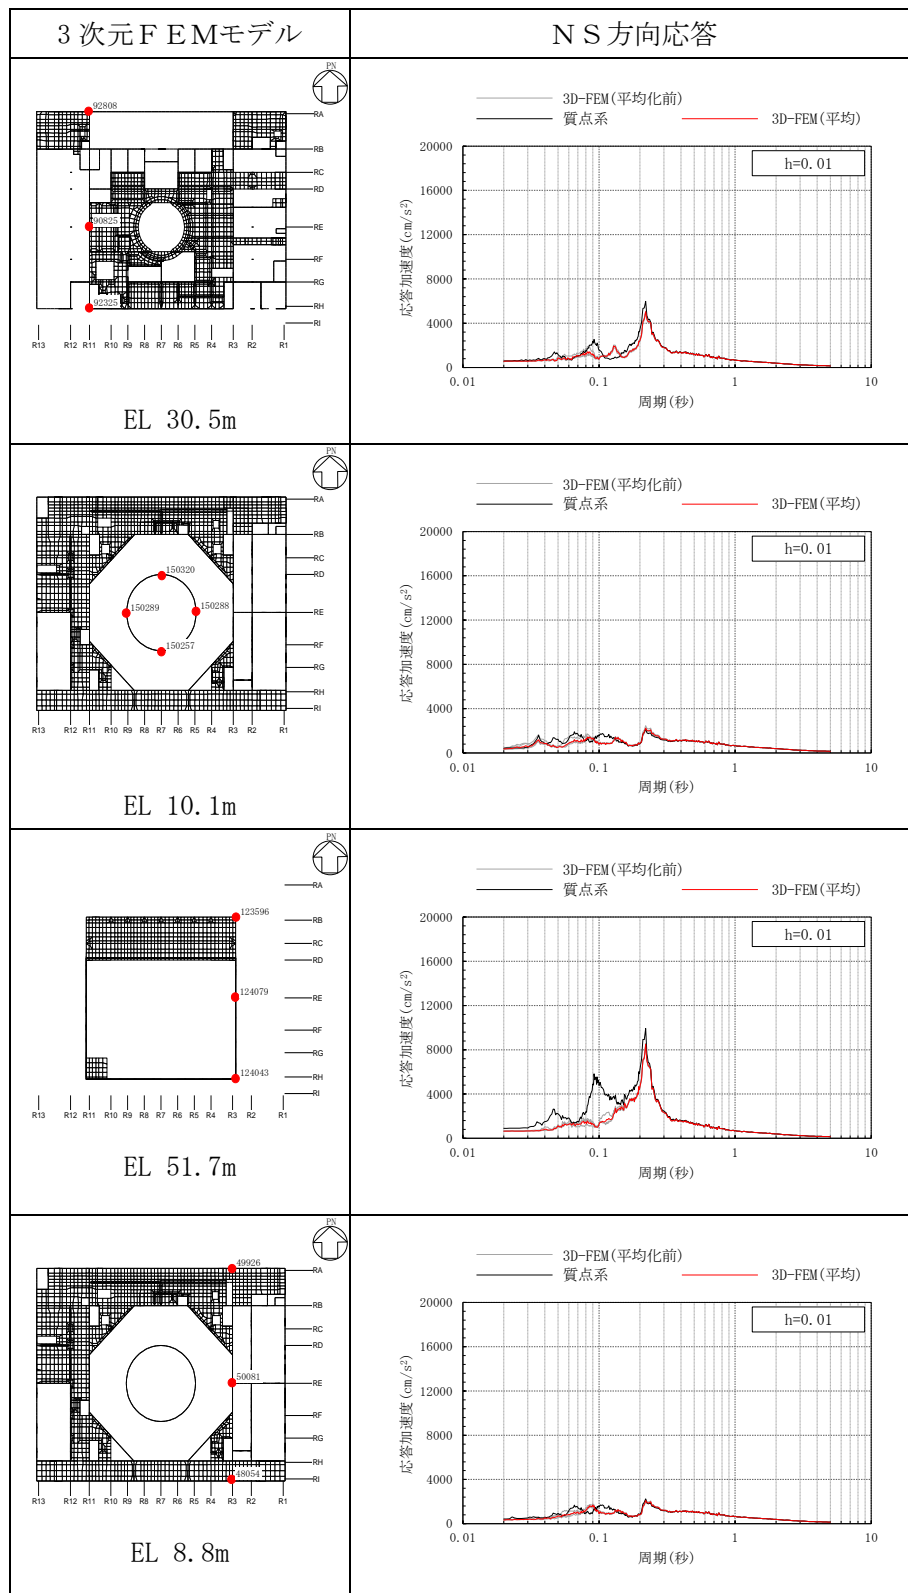 3次元FEMモデル
NS方向応答
PN
92808
90825
92325
RA
RB
RC
RD
RE
RF
RG
RH
RI
R13 R12 R11 R10 R9 R8 R7 R6 R5 R4 R3 R2 R1
EL 30.5m
3D-FEM(平均化前)
質点系 3D-FEM(平均)
h=0.01
応答加速度(cm/s²)
20000
16000
12000
8000
4000
0
0.01 0.1 1 10
周期(秒)
PN
150320
150289
150288
150257
RA
RB
RC
RD
RE
RF
RG
RH
RI
R13 R12 R11 R10 R9 R8 R7 R6 R5 R4 R3 R2 R1
EL 10.1m
3D-FEM(平均化前)
質点系 3D-FEM(平均)
h=0.01
応答加速度(cm/s²)
20000
16000
12000
8000
4000
0
0.01 0.1 1 10
周期(秒)
PN
123596
124079
124043
RA
RB
RC
RD
RE
RF
RG
RH
RI
R13 R12 R11 R10 R9 R8 R7 R6 R5 R4 R3 R2 R1
EL 51.7m
3D-FEM(平均化前)
質点系 3D-FEM(平均)
h=0.01
応答加速度(cm/s²)
20000
16000
12000
8000
4000
0
0.01 0.1 1 10
周期(秒)
PN
49926
50081
48054
RA
RB
RC
RD
RE
RF
RG
RH
RI
R13 R12 R11 R10 R9 R8 R7 R6 R5 R4 R3 R2 R1
EL 8.8m
3D-FEM(平均化前)
質点系 3D-FEM(平均)
h=0.01
応答加速度(cm/s²)
20000
16000
12000
8000
4000
0
0.01 0.1 1 10
周期(秒)